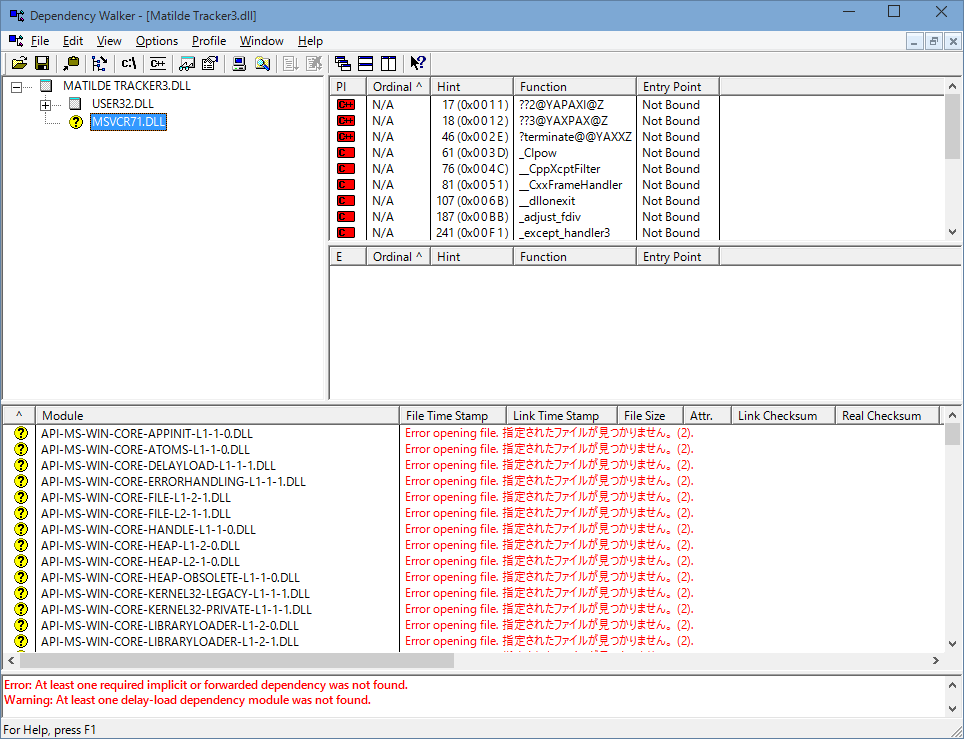 Dependency Walker - [Matilde Tracker3.dll]
File Edit View Options Profile Window Help
c:\ C++
MATILDE TRACKER3.DLL
USER32.DLL
MSVCR71.DLL
PI Ordinal ^ Hint Function Entry Point
C++ N/A 17 (0x0011) ??2@YAPAXI@Z Not Bound
C++ N/A 18 (0x0012) ??3@YAXPAX@Z Not Bound
C++ N/A 46 (0x002E) ?terminate@@YAXXZ Not Bound
C N/A 61 (0x003D) _CIpow Not Bound
C N/A 76 (0x004C) __CppXcptFilter Not Bound
C N/A 81 (0x0051) __CxxFrameHandler Not Bound
C N/A 107 (0x006B) __dllonexit Not Bound
C N/A 187 (0x00BB) _adjust_fdiv Not Bound
C N/A 241 (0x00F1) _except_handler3 Not Bound
E Ordinal ^ Hint Function Entry Point
^ Module File Time Stamp Link Time Stamp File Size Attr. Link Checksum Real Checksum
API-MS-WIN-CORE-APPINIT-L1-1-0.DLL Error opening file. 指定されたファイルが見つかりません。 (2).
API-MS-WIN-CORE-ATOMS-L1-1-0.DLL Error opening file. 指定されたファイルが見つかりません。 (2).
API-MS-WIN-CORE-DELAYLOAD-L1-1-1.DLL Error opening file. 指定されたファイルが見つかりません。 (2).
API-MS-WIN-CORE-ERRORHANDLING-L1-1-1.DLL Error opening file. 指定されたファイルが見つかりません。 (2).
API-MS-WIN-CORE-FILE-L1-2-1.DLL Error opening file. 指定されたファイルが見つかりません。 (2).
API-MS-WIN-CORE-FILE-L2-1-1.DLL Error opening file. 指定されたファイルが見つかりません。 (2).
API-MS-WIN-CORE-HANDLE-L1-1-0.DLL Error opening file. 指定されたファイルが見つかりません。 (2).
API-MS-WIN-CORE-HEAP-L1-2-0.DLL Error opening file. 指定されたファイルが見つかりません。 (2).
API-MS-WIN-CORE-HEAP-L2-1-0.DLL Error opening file. 指定されたファイルが見つかりません。 (2).
API-MS-WIN-CORE-HEAP-OBSOLETE-L1-1-0.DLL Error opening file. 指定されたファイルが見つかりません。 (2).
API-MS-WIN-CORE-KERNEL32-LEGACY-L1-1-1.DLL Error opening file. 指定されたファイルが見つかりません。 (2).
API-MS-WIN-CORE-KERNEL32-PRIVATE-L1-1-1.DLL Error opening file. 指定されたファイルが見つかりません。 (2).
API-MS-WIN-CORE-LIBRARYLOADER-L1-2-0.DLL Error opening file. 指定されたファイルが見つかりません。 (2).
API-MS-WIN-CORE-LIBRARYLOADER-L1-2-1.DLL Error opening file. 指定されたファイルが見つかりません。 (2).
Error: At least one required implicit or forwarded dependency was not found.
Warning: At least one delay-load dependency module was not found.
For Help, press F1